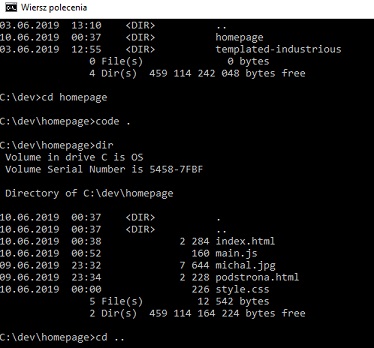 Wiersz polecenia
03.06.2019 13:10 <DIR> ..
10.06.2019 00:37 <DIR> homepage
03.06.2019 12:55 <DIR> templated-industrious
0 File(s) 0 bytes
4 Dir(s) 459 114 242 048 bytes free
C:\dev>cd homepage
C:\dev\homepage>code .
C:\dev\homepage>dir
Volume in drive C is OS
Volume Serial Number is 5458-7FBF
Directory of C:\dev\homepage
10.06.2019 00:37 <DIR> .
10.06.2019 00:37 <DIR> ..
10.06.2019 00:38 2 284 index.html
10.06.2019 00:52 160 main.js
09.06.2019 23:32 7 644 michal.jpg
09.06.2019 23:34 2 228 podstrona.html
10.06.2019 00:00 226 style.css
5 File(s) 12 542 bytes
2 Dir(s) 459 114 164 224 bytes free
C:\dev\homepage>cd ..